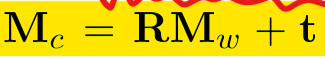 M_c = RM_w + t